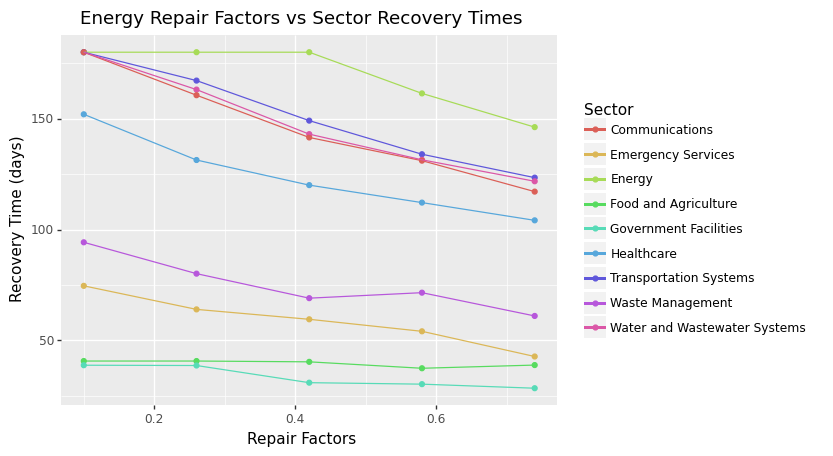 Energy Repair Factors vs Sector Recovery Times
Recovery Time (days)
150
100
50
0.2
0.4
0.6
Repair Factors
Sector
Communications
Emergency Services
Energy
Food and Agriculture
Government Facilities
Healthcare
Transportation Systems
Waste Management
Water and Wastewater Systems